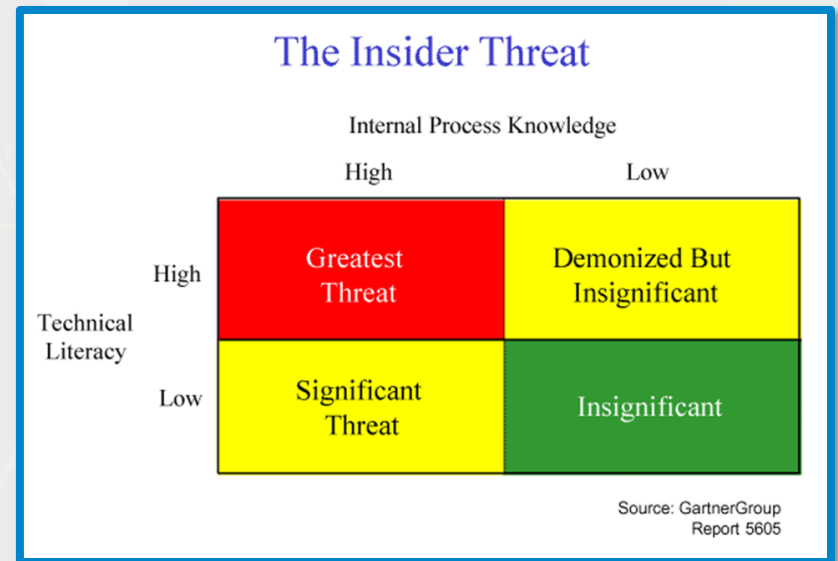 The Insider Threat
Internal Process Knowledge
High Low
High
Greatest
Threat
Demonized But
Insignificant
Technical
Literacy
Low
Significant
Threat
Insignificant
Source: GartnerGroup
Report 5605